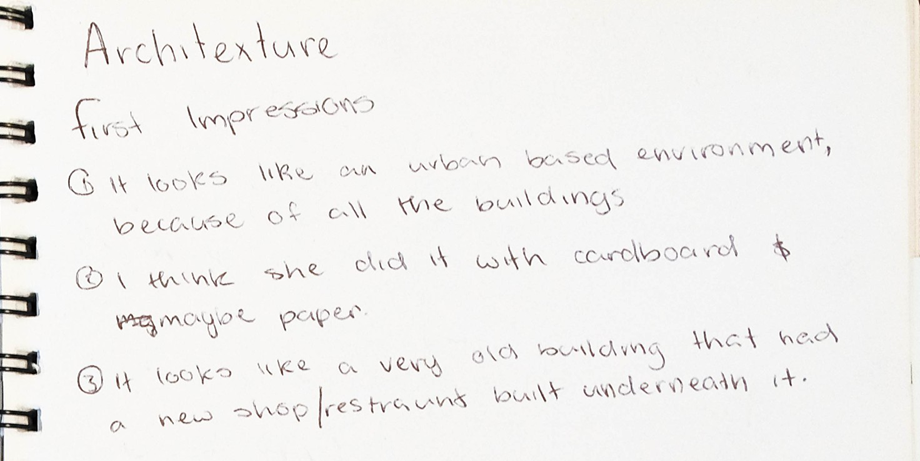 Architexture
first Impressions
① It looks like an urban based environment,
because of all the buildings
② I think she did it with cardboard &
maybe paper.
③ It looks like a very old building that had
a new shop/restraunt built underneath it.